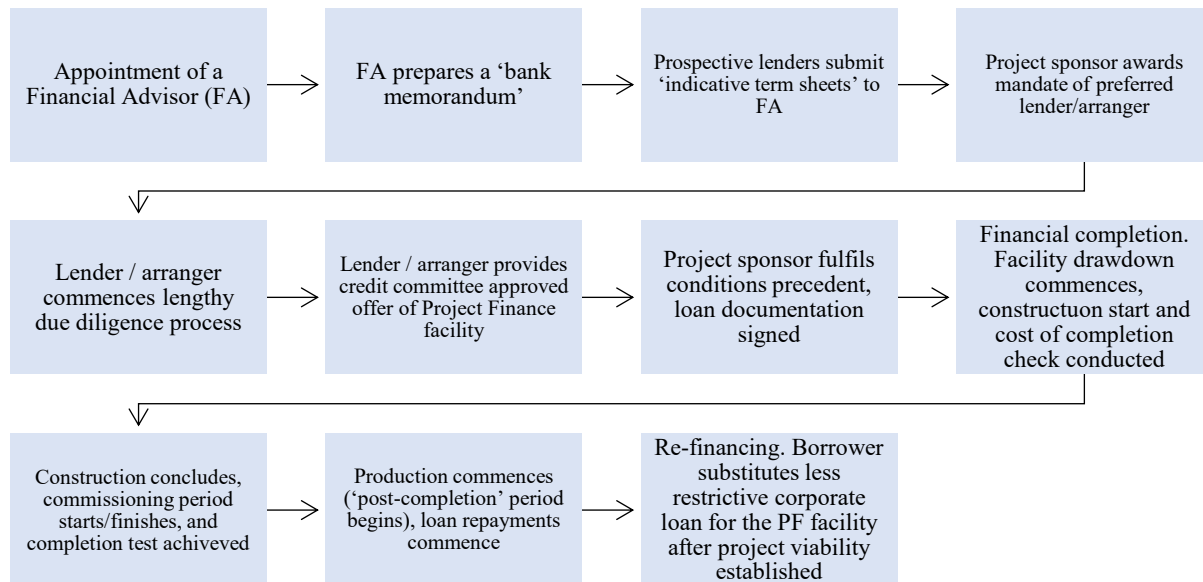 Appointment of a
Financial Advisor (FA)
FA prepares a ‘bank
memorandum’
Prospective lenders submit
‘indicative term sheets’ to
FA
Project sponsor awards
mandate of preferred
lender/arranger
Lender / arranger
commences lengthy
due diligence process
Lender / arranger provides
credit committee approved
offer of Project Finance
facility
Project sponsor fulfils
conditions precedent,
loan documentation
signed
Financial completion.
Facility drawdown
commences,
constructuon start and
cost of completion
check conducted
Construction concludes,
commissioning period
starts/finishes, and
completion test achiveved
Production commences
(‘post-completion’ period
begins), loan repayments
commence
Re-financing. Borrower
substitutes less
restrictive corporate
loan for the PF facility
after project viability
established